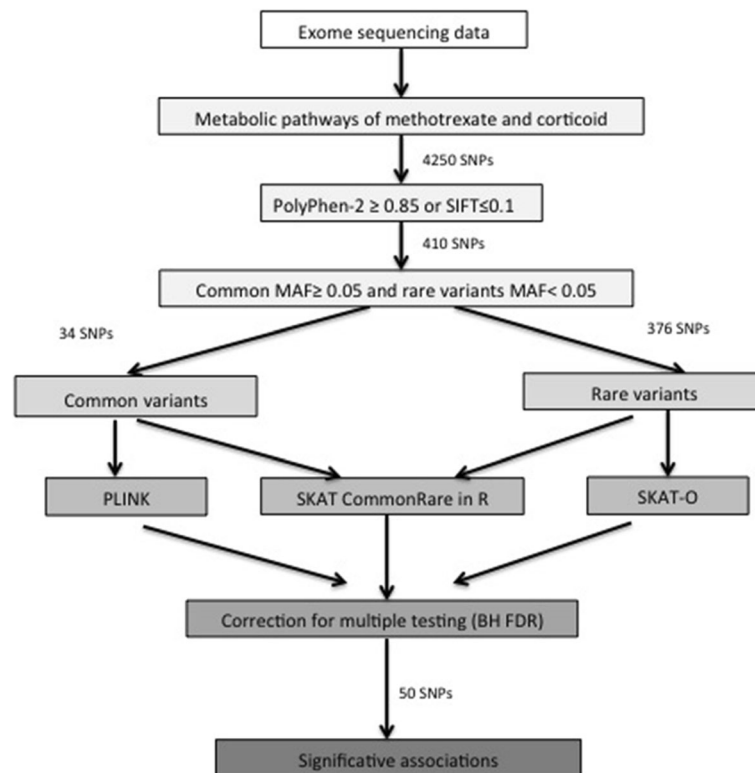 Exome sequencing data
Metabolic pathways of methotrexate and corticoid
4250 SNPs
PolyPhen-2 ≥ 0.85 or SIFT≤0.1
410 SNPs
Common MAF≥ 0.05 and rare variants MAF< 0.05
34 SNPs
376 SNPs
Common variants
Rare variants
PLINK
SKAT CommonRare in R
SKAT-O
Correction for multiple testing (BH FDR)
50 SNPs
Significative associations